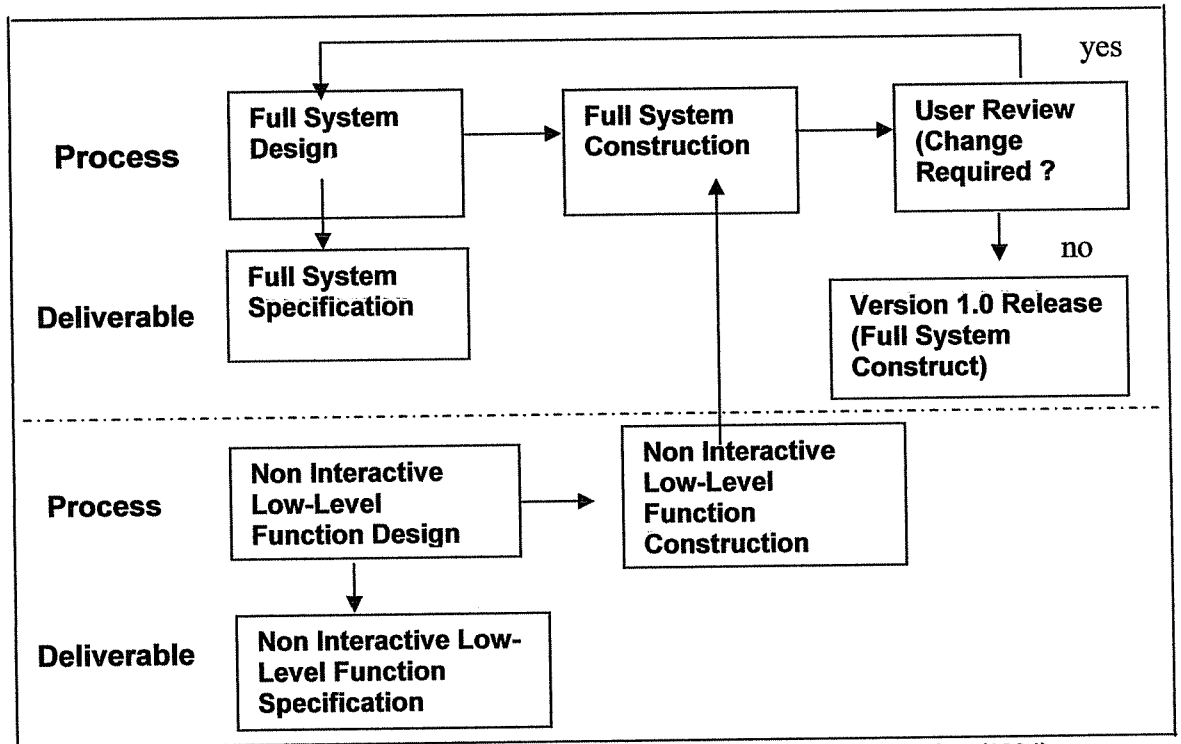 yes
Full System
Design
Full System
Construction
User Review
(Change
Required ?
Process
no
Full System
Specification
Version 1.0 Release
(Full System
Construct)
Deliverable
Non Interactive
Low-Level
Function Design
Non Interactive
Low-Level
Function
Construction
Process
Non Interactive Low-
Level Function
Specification
Deliverable